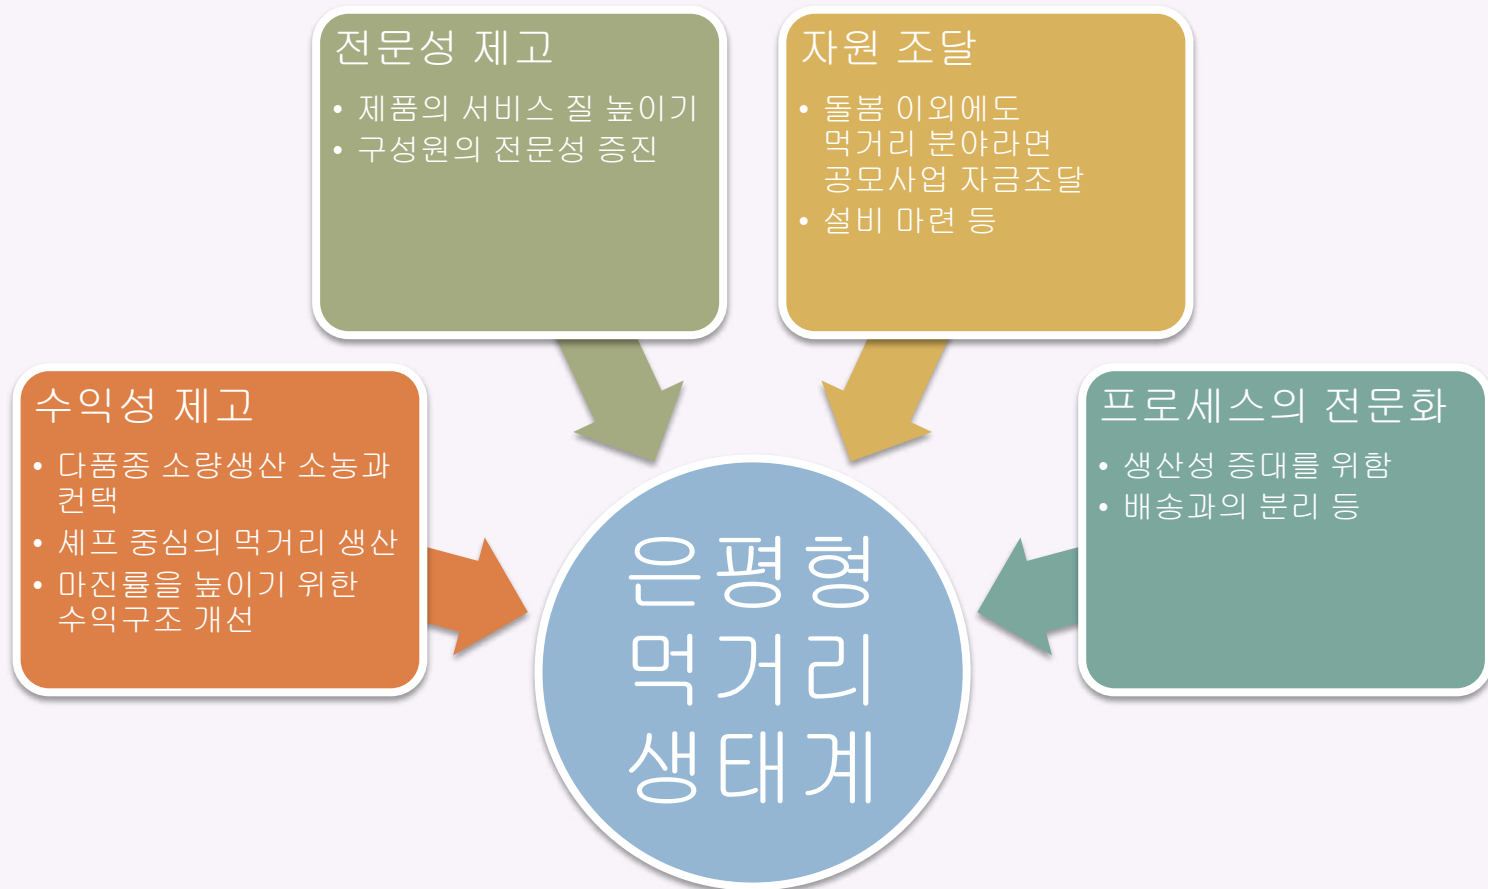 전문성 제고
• 제품의 서비스 질 높이기
• 구성원의 전문성 증진
자원 조달
• 돌봄 이외에도
먹거리 분야라면
공모사업 자금조달
• 설비 마련 등
수익성 제고
• 다품종 소량생산 소농과
컨택
• 셰프 중심의 먹거리 생산
• 마진률을 높이기 위한
수익구조 개선
프로세스의 전문화
• 생산성 증대를 위함
• 배송과의 분리 등
은평형
먹거리
생태계